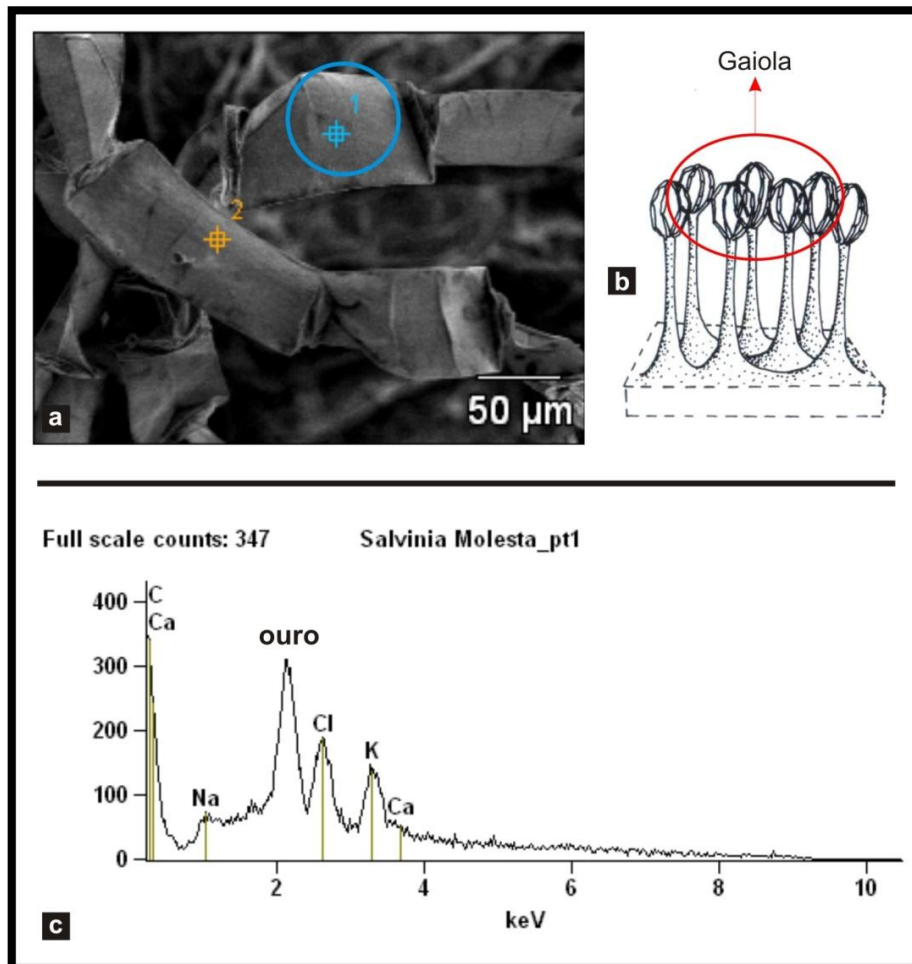 Gaiola
1
2
50 µm
a
b
Full scale counts: 347
Salvinia Molesta_pt1
C
Ca
ouro
Cl
K
Na
Ca
400
300
200
100
0
2
4
6
8
10
keV
c